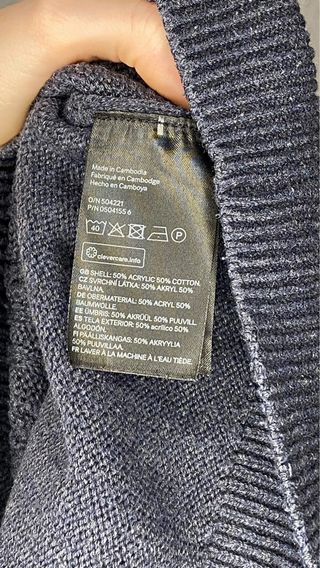 Made in Cambodia
Fabriqué en Cambodge
Hecho en Camboya
O/N 504221
P/N 0504155 6
40
P
clevercare.info
GB SHELL: 50% ACRYLIC 50% COTTON.
CZ SVRCHNÍ LÁTKA: 50% AKRYL 50%
BAVLNA.
DE OBERMATERIAL: 50% ACRYL 50%
BAUMWOLLE.
EE ÜMBRIS: 50% AKRÜÜL 50% PUUVILL.
ES TELA EXTERIOR: 50% acrílico 50%
ALGODÓN.
FI PÄÄLLISKANGAS: 50% AKRYYLIA
50% PUUVILLAA.
FR LAVER À LA MACHINE À L'EAU TIÈDE.